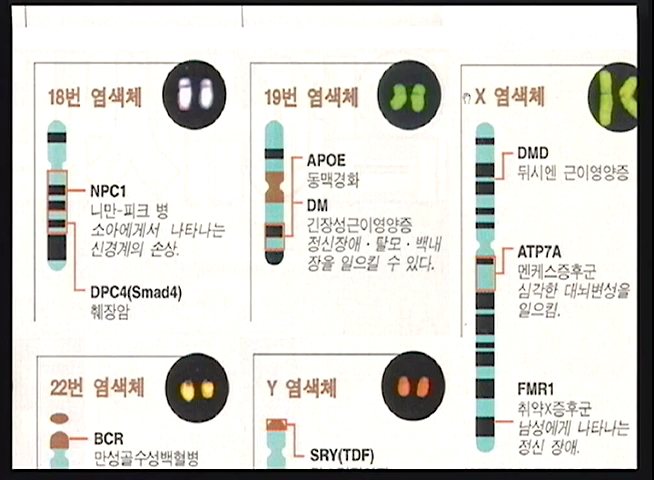 18번 염색체
NPC1
니만-피크 병
소아에게서 나타나는
신경계의 손상.
DPC4(Smad4)
췌장암
19번 염색체
APOE
동맥경화
DM
긴장성근이영양증
정신장애·탈모·백내
장을 일으킬 수 있다.
X 염색체
DMD
뒤시엔 근이영양증
ATP7A
멘케스증후군
심각한 대뇌변성을
일으킴.
FMR1
취약X증후군
남성에게 나타나는
정신 장애.
22번 염색체
BCR
만성골수성백혈병
Y 염색체
SRY(TDF)